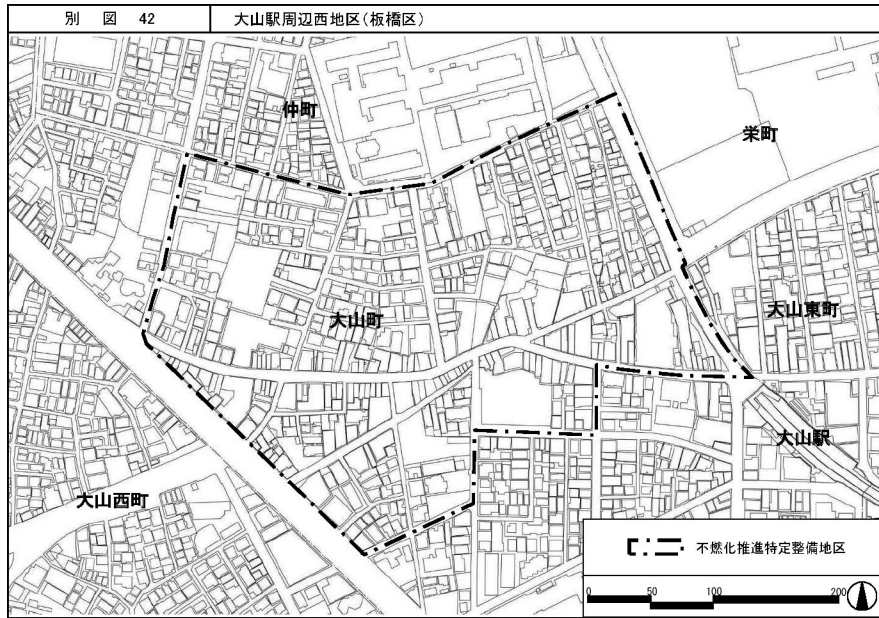 別 図 42
大山駅周辺西地区(板橋区)
仲町
栄町
大山町
大山東町
大山駅
大山西町
不燃化推進特定整備地区
0 50 100 200